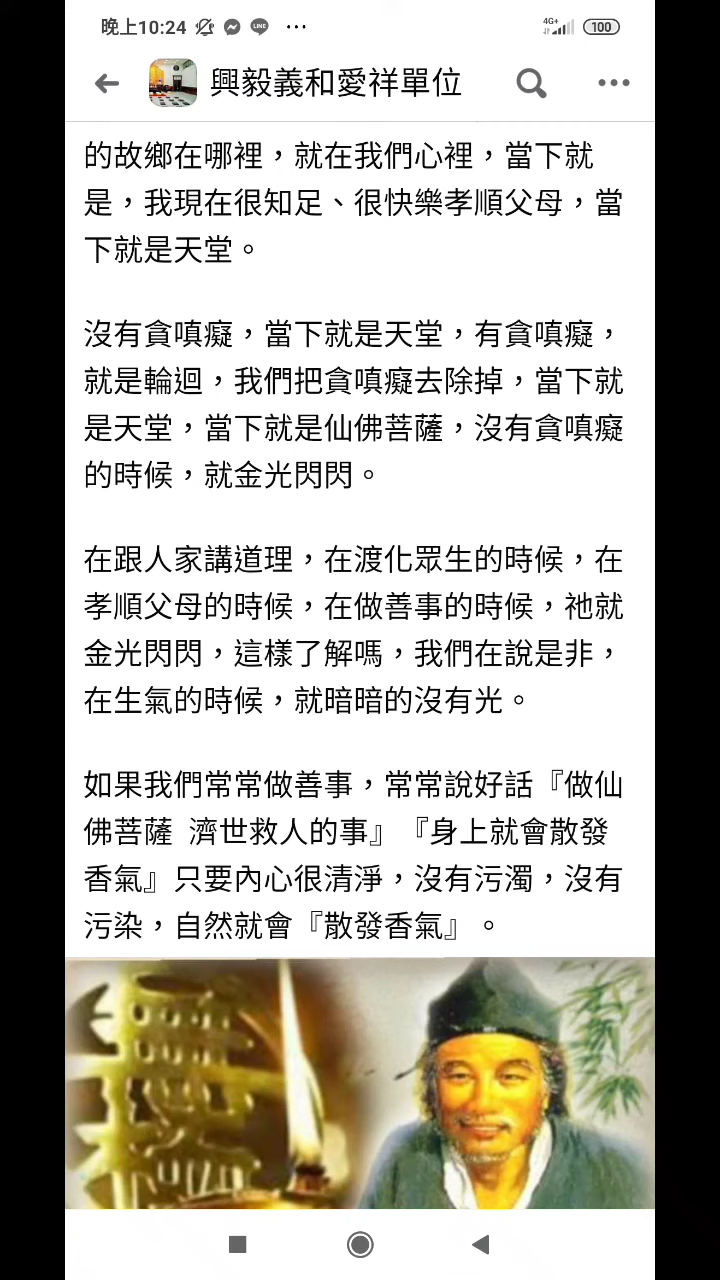 晚上10:24 LINE ... 4G+ 100
興毅義和愛祥單位
的故鄉在哪裡，就在我們心裡，當下就
是，我現在很知足、很快樂孝順父母，當
下就是天堂。
沒有貪嗔癡，當下就是天堂，有貪嗔癡，
就是輪迴，我們把貪嗔癡去除掉，當下就
是天堂，當下就是仙佛菩薩，沒有貪嗔癡
的時候，就金光閃閃。
在跟人家講道理，在渡化眾生的時候，在
孝順父母的時候，在做善事的時候，祂就
金光閃閃，這樣了解嗎，我們在說是非，
在生氣的時候，就暗暗的沒有光。
如果我們常常做善事，常常說好話『做仙
佛菩薩 濟世救人的事』『身上就會散發
香氣』只要內心很清淨，沒有污濁，沒有
污染，自然就會『散發香氣』。